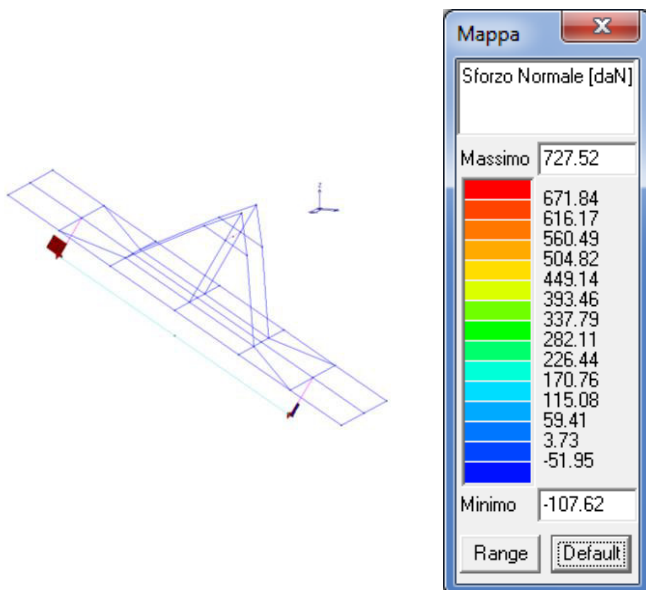 Mappa
Sforzo Normale [daN]
Massimo 727.52
671.84
616.17
560.49
504.82
449.14
393.46
337.79
282.11
226.44
170.76
115.08
59.41
3.73
-51.95
Minimo -107.62
Range Default